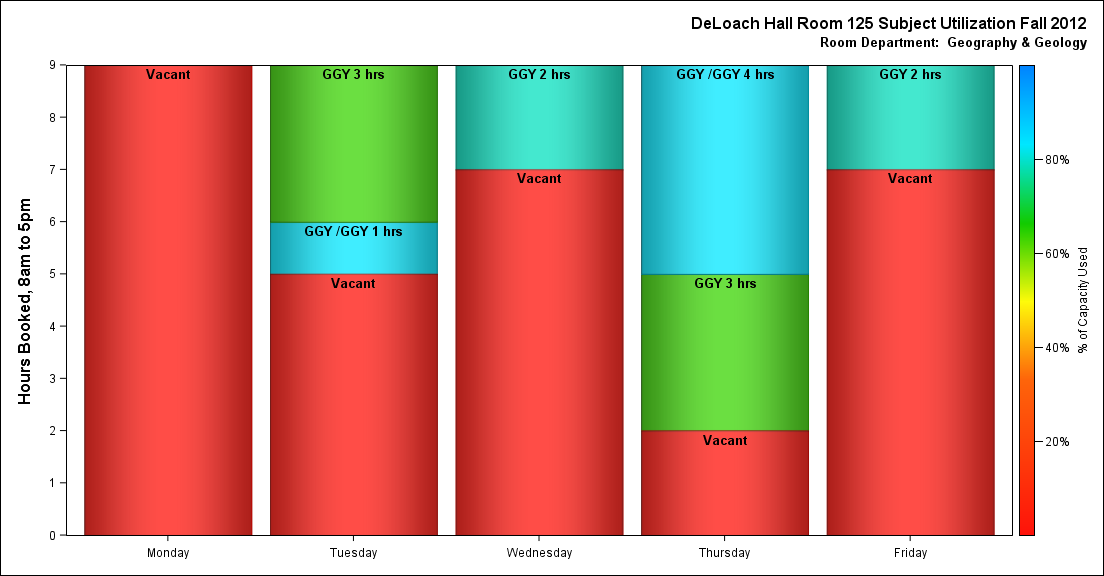 DeLoach Hall Room 125 Subject Utilization Fall 2012
Room Department:  Geography & Geology
Hours Booked, 8am to 5pm
9
8
7
6
5
4
3
2
1
0
Vacant
GGY 3 hrs
GGY /GGY 1 hrs
Vacant
GGY 2 hrs
Vacant
GGY /GGY 4 hrs
GGY 3 hrs
Vacant
GGY 2 hrs
Vacant
Monday
Tuesday
Wednesday
Thursday
Friday
80%
60%
40%
20%
% of Capacity Used